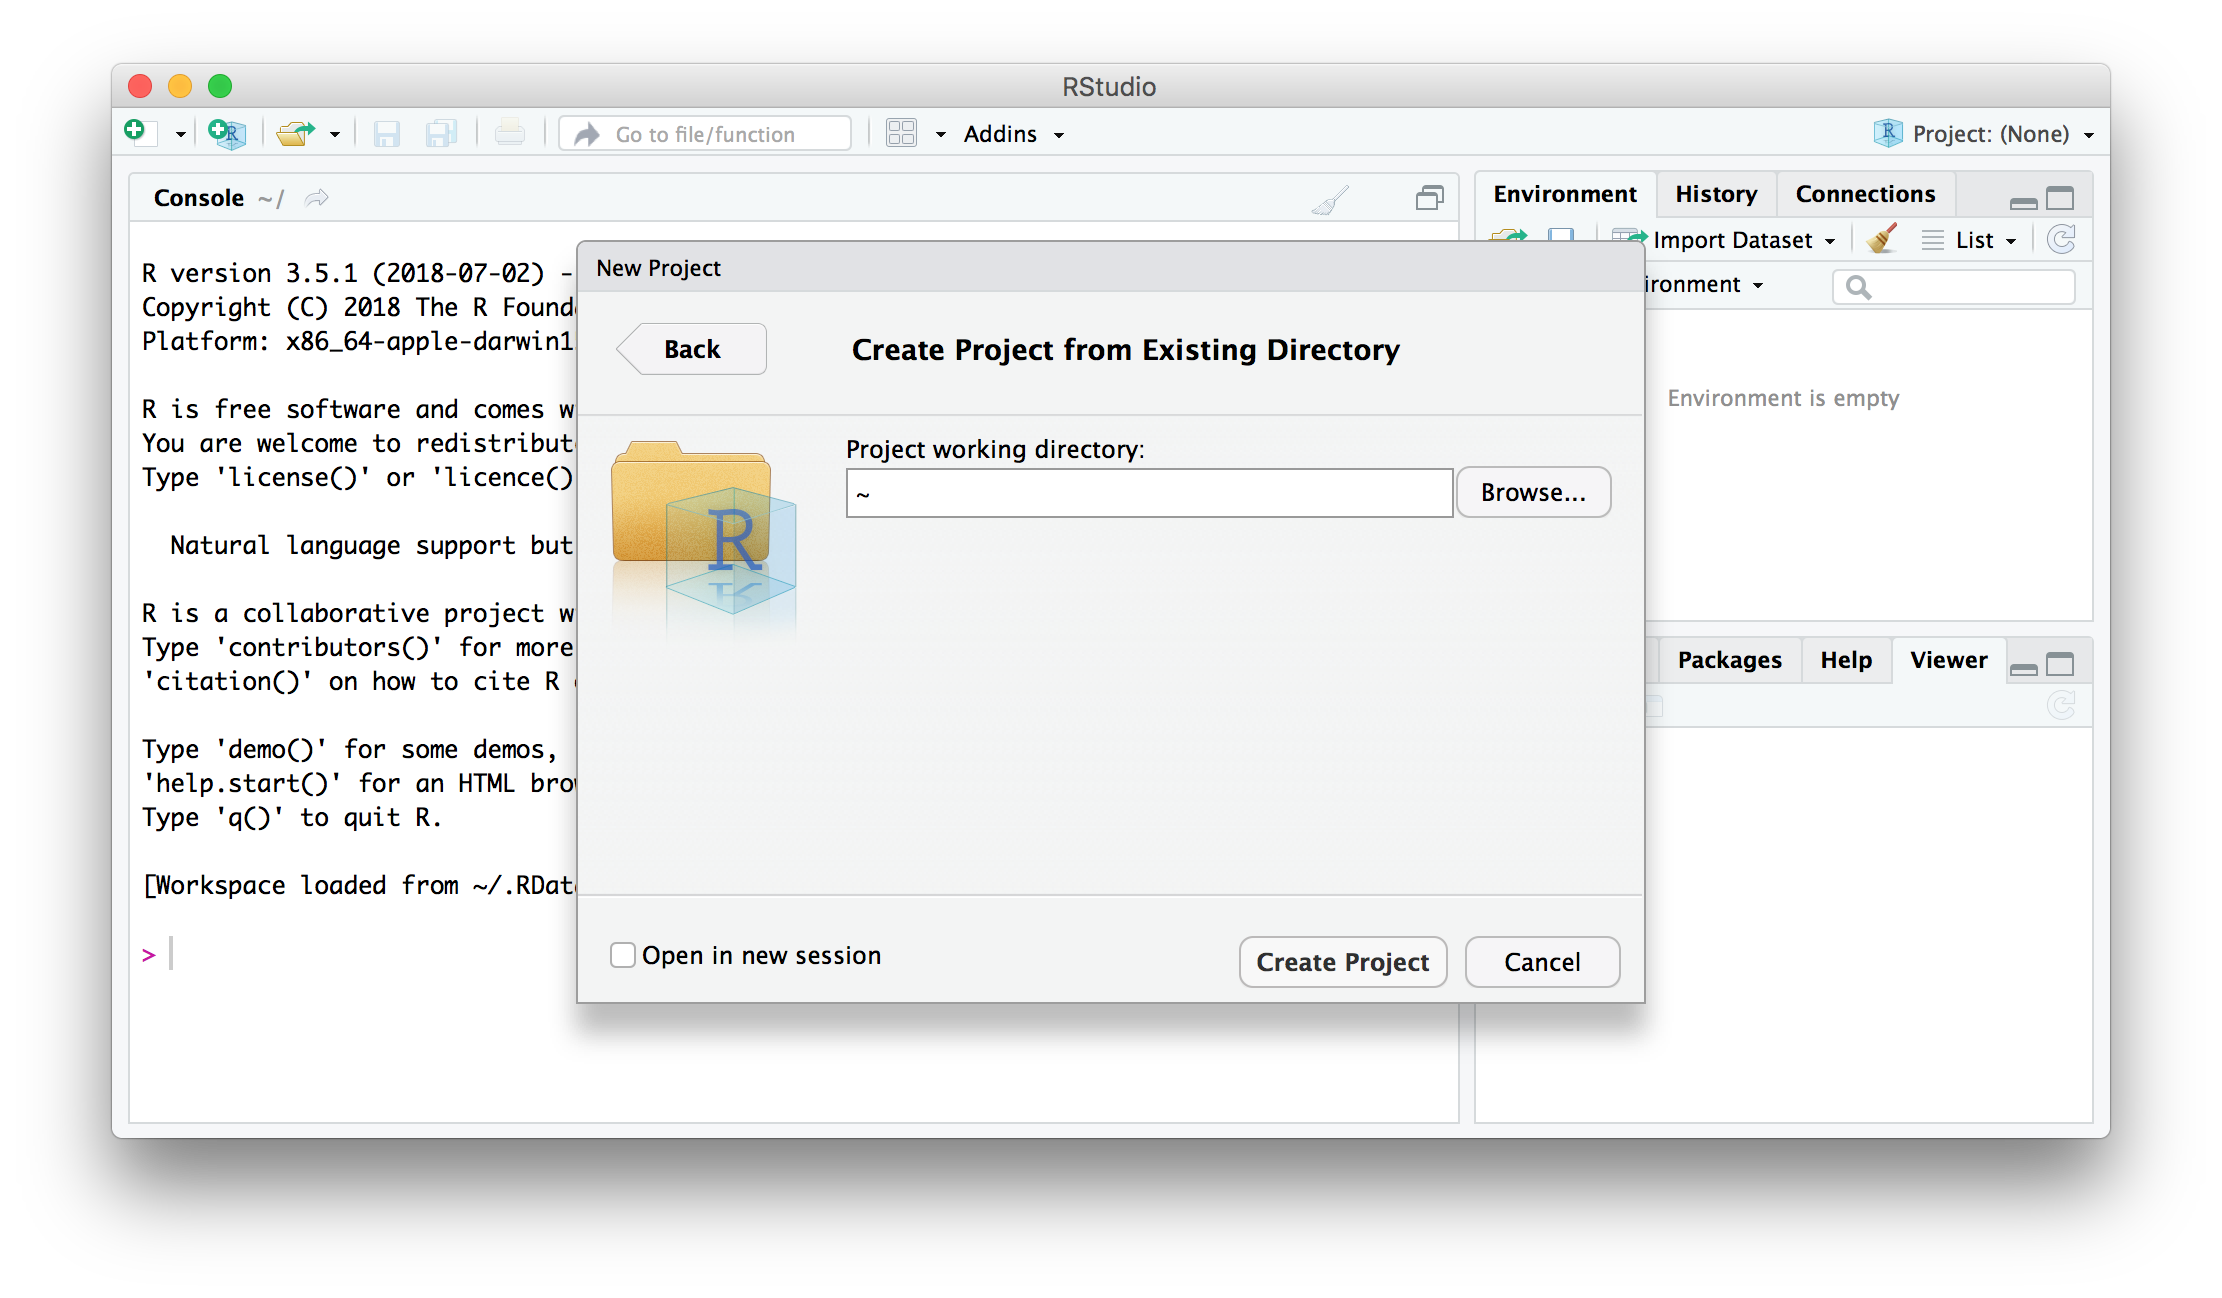 RStudio
Go to file/function
Addins
Project: (None)
Console ~/
Environment History Connections
Import Dataset
List
R version 3.5.1 (2018-07-02) -
Copyright (C) 2018 The R
Platform: x86_64-apple-darwin1
R is free software and comes
You are welcome to
Type 'license()' or 'licence()
Natural language support but
R is a collaborative project
Type 'contributors()' for more
'citation()' on how to cite R
Type 'demo()' for some demos,
'help.start()' for an HTML
Type 'q()' to quit R.
[Workspace loaded from
>
New Project
Back
Create Project from Existing Directory
Project working directory:
~
Browse...
R
Open in new session
Create Project
Cancel
Environment is empty
Packages Help Viewer